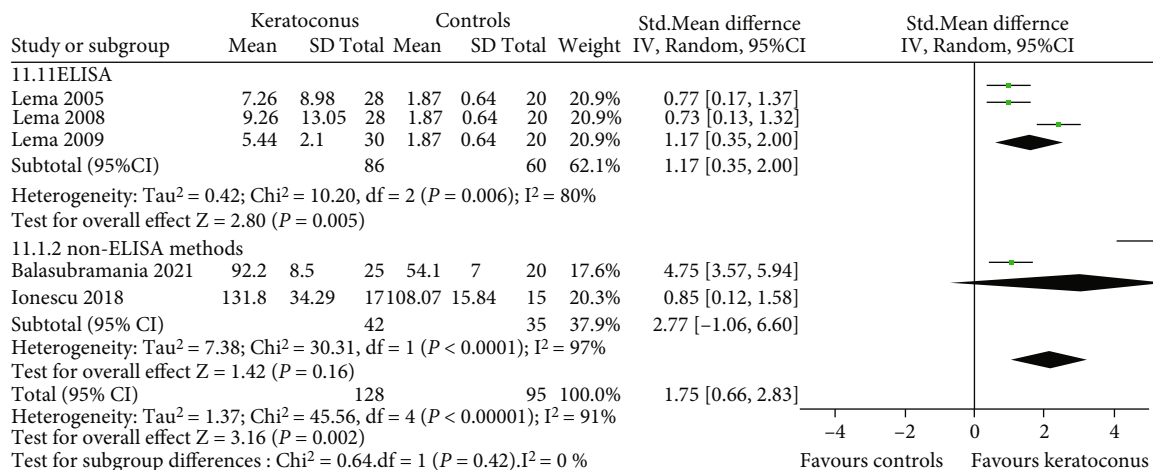 Keratoconus Controls Std.Mean differnce Std.Mean differnce
Study or subgroup Mean SD Total Mean SD Total Weight IV, Random, 95%CI IV, Random, 95%CI
11.11ELISA
Lema 2005 7.26 8.98 28 1.87 0.64 20 20.9% 0.77 [0.17, 1.37]
Lema 2008 9.26 13.05 28 1.87 0.64 20 20.9% 0.73 [0.13, 1.32]
Lema 2009 5.44 2.1 30 1.87 0.64 20 20.9% 1.17 [0.35, 2.00]
Subtotal (95%CI) 86 60 62.1% 1.17 [0.35, 2.00]
Heterogeneity: Tau² = 0.42; Chi² = 10.20, df = 2 (P = 0.006); I² = 80%
Test for overall effect Z = 2.80 (P = 0.005)
11.1.2 non-ELISA methods
Balasubramania 2021 92.2 8.5 25 54.1 7 20 17.6% 4.75 [3.57, 5.94]
Ionescu 2018 131.8 34.29 17 108.07 15.84 15 20.3% 0.85 [0.12, 1.58]
Subtotal (95% CI) 42 35 37.9% 2.77 [–1.06, 6.60]
Heterogeneity: Tau² = 7.38; Chi² = 30.31, df = 1 (P < 0.0001); I² = 97%
Test for overall effect Z = 1.42 (P = 0.16)
Total (95% CI) 128 95 100.0% 1.75 [0.66, 2.83]
Heterogeneity: Tau² = 1.37; Chi² = 45.56, df = 4 (P < 0.00001); I² = 91%
Test for overall effect Z = 3.16 (P = 0.002)
Test for subgroup differences : Chi² = 0.64.df = 1 (P = 0.42).I² = 0 %
–4 –2 0 2 4
Favours controls Favours keratoconus